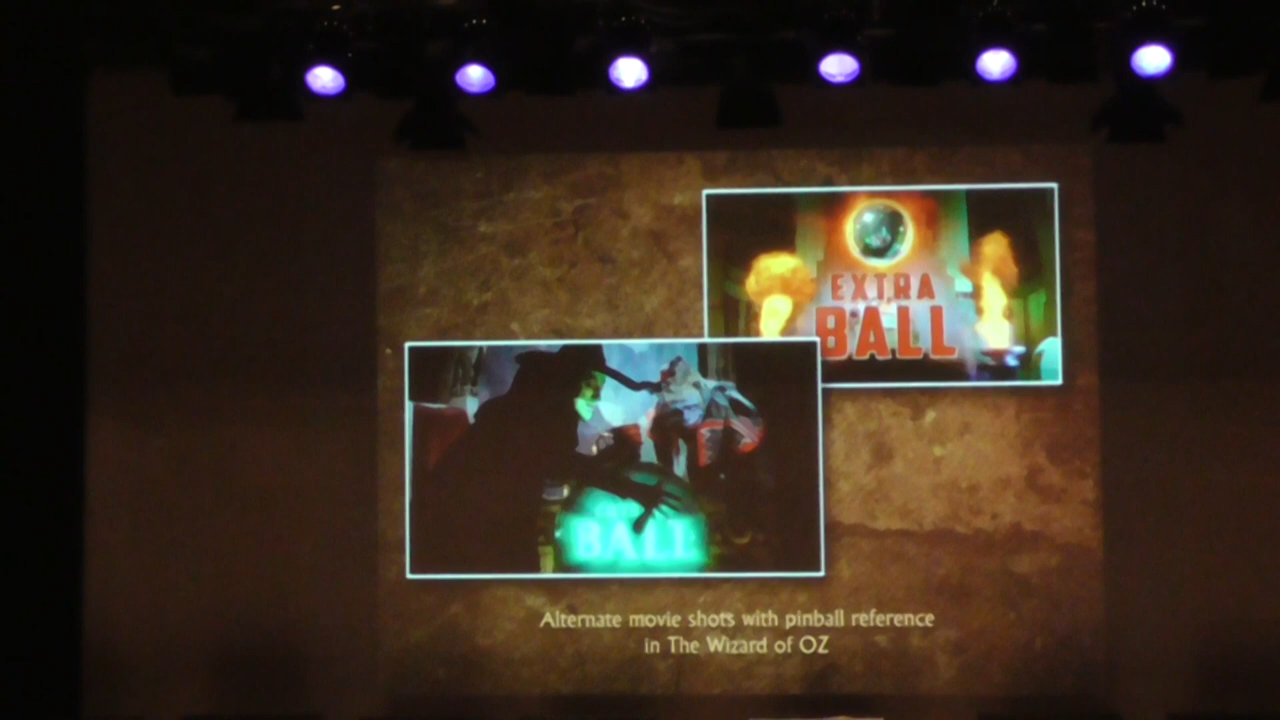 EXTRA
BALL
BALL
Alternate movie shots with pinball reference
in The Wizard of OZ